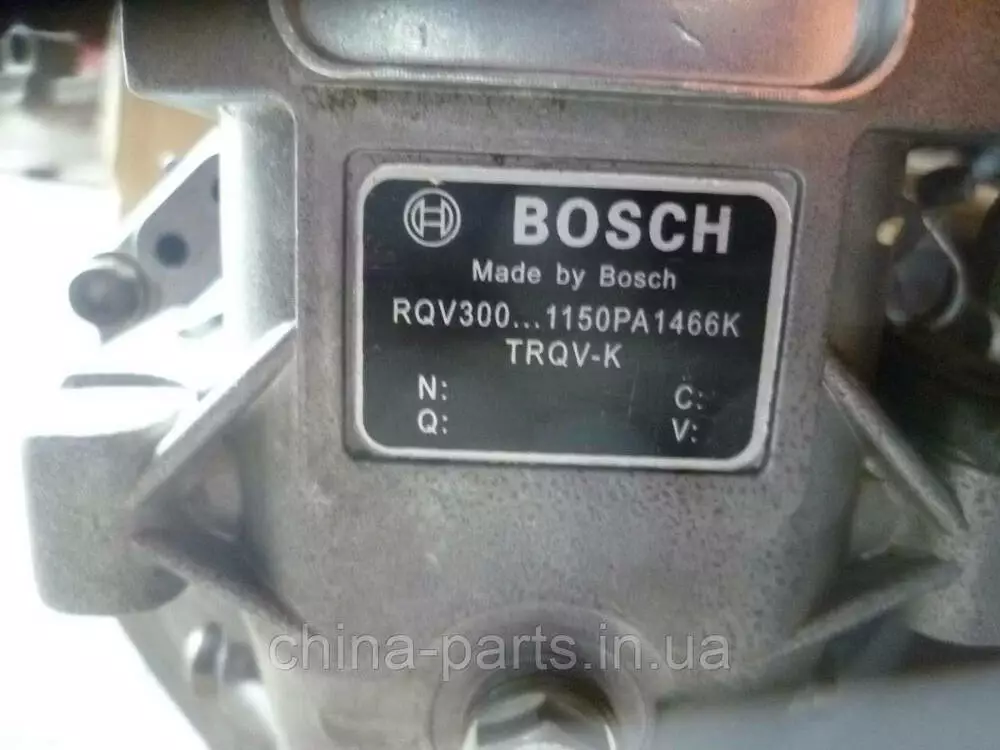 BOSCH
Made by Bosch
RQV300...1150PA1466K
TRQV-K
N: C:
Q: V:
china-parts.in.ua